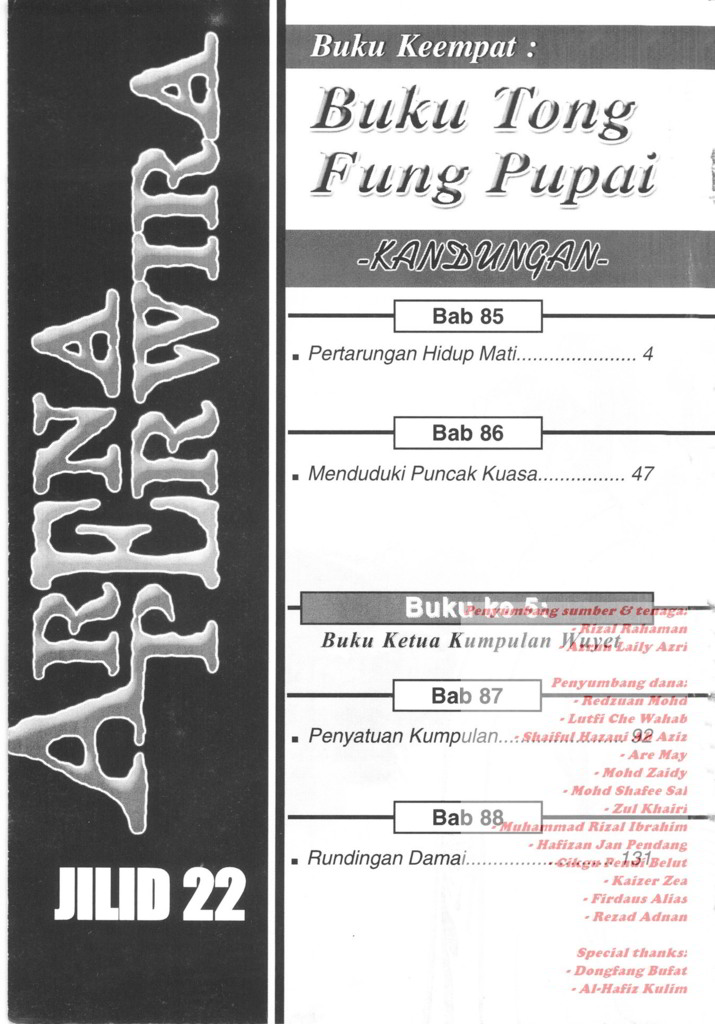 ARENA
PERWIRA
JILID 22
Buku Keempat :
Buku Tong
Fung Pupai
-KANDUNGAN-
Bab 85
▪ Pertarungan Hidup Mati...................... 4
Bab 86
▪ Menduduki Puncak Kuasa................ 47
Buku ke 5:
Buku Ketua Kumpulan Wuyet
Bab 87
▪ Penyatuan Kumpulan....................... 92
Bab 88
▪ Rundingan Damai........................... 131
Penyumbang sumber & tenaga:
- Rizal Rahaman
Laily Azri
Penyumbang dana:
- Redzuan Mohd
- Lutfi Che Wahab
- Shaiful Hazani Aziz
- Are May
- Mohd Zaidy
- Mohd Shafee Sal
- Zul Khairi
- Muhammad Rizal Ibrahim
- Hafizan Jan Pendang
- Cikgu Pendi Belut
- Kaizer Zea
- Firdaus Alias
- Rezad Adnan
Special thanks:
- Dongfang Bufat
- Al-Hafiz Kulim